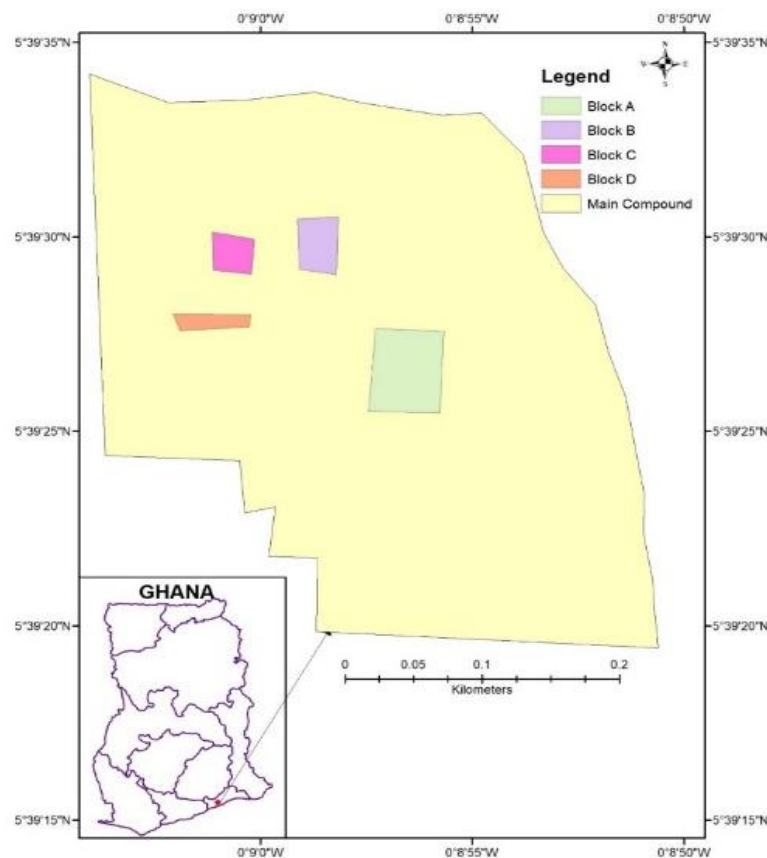 0°9'0"W 0°8'55"W 0°8'50"W
5°39'35"N 5°39'35"N
N
W E
S
Legend
Block A
Block B
Block C
Block D
Main Compound
5°39'30"N 5°39'30"N
5°39'25"N 5°39'25"N
5°39'20"N 5°39'20"N
GHANA
0 0.05 0.1 0.2
Kilometers
5°39'15"N 5°39'15"N
0°9'0"W 0°8'55"W 0°8'50"W